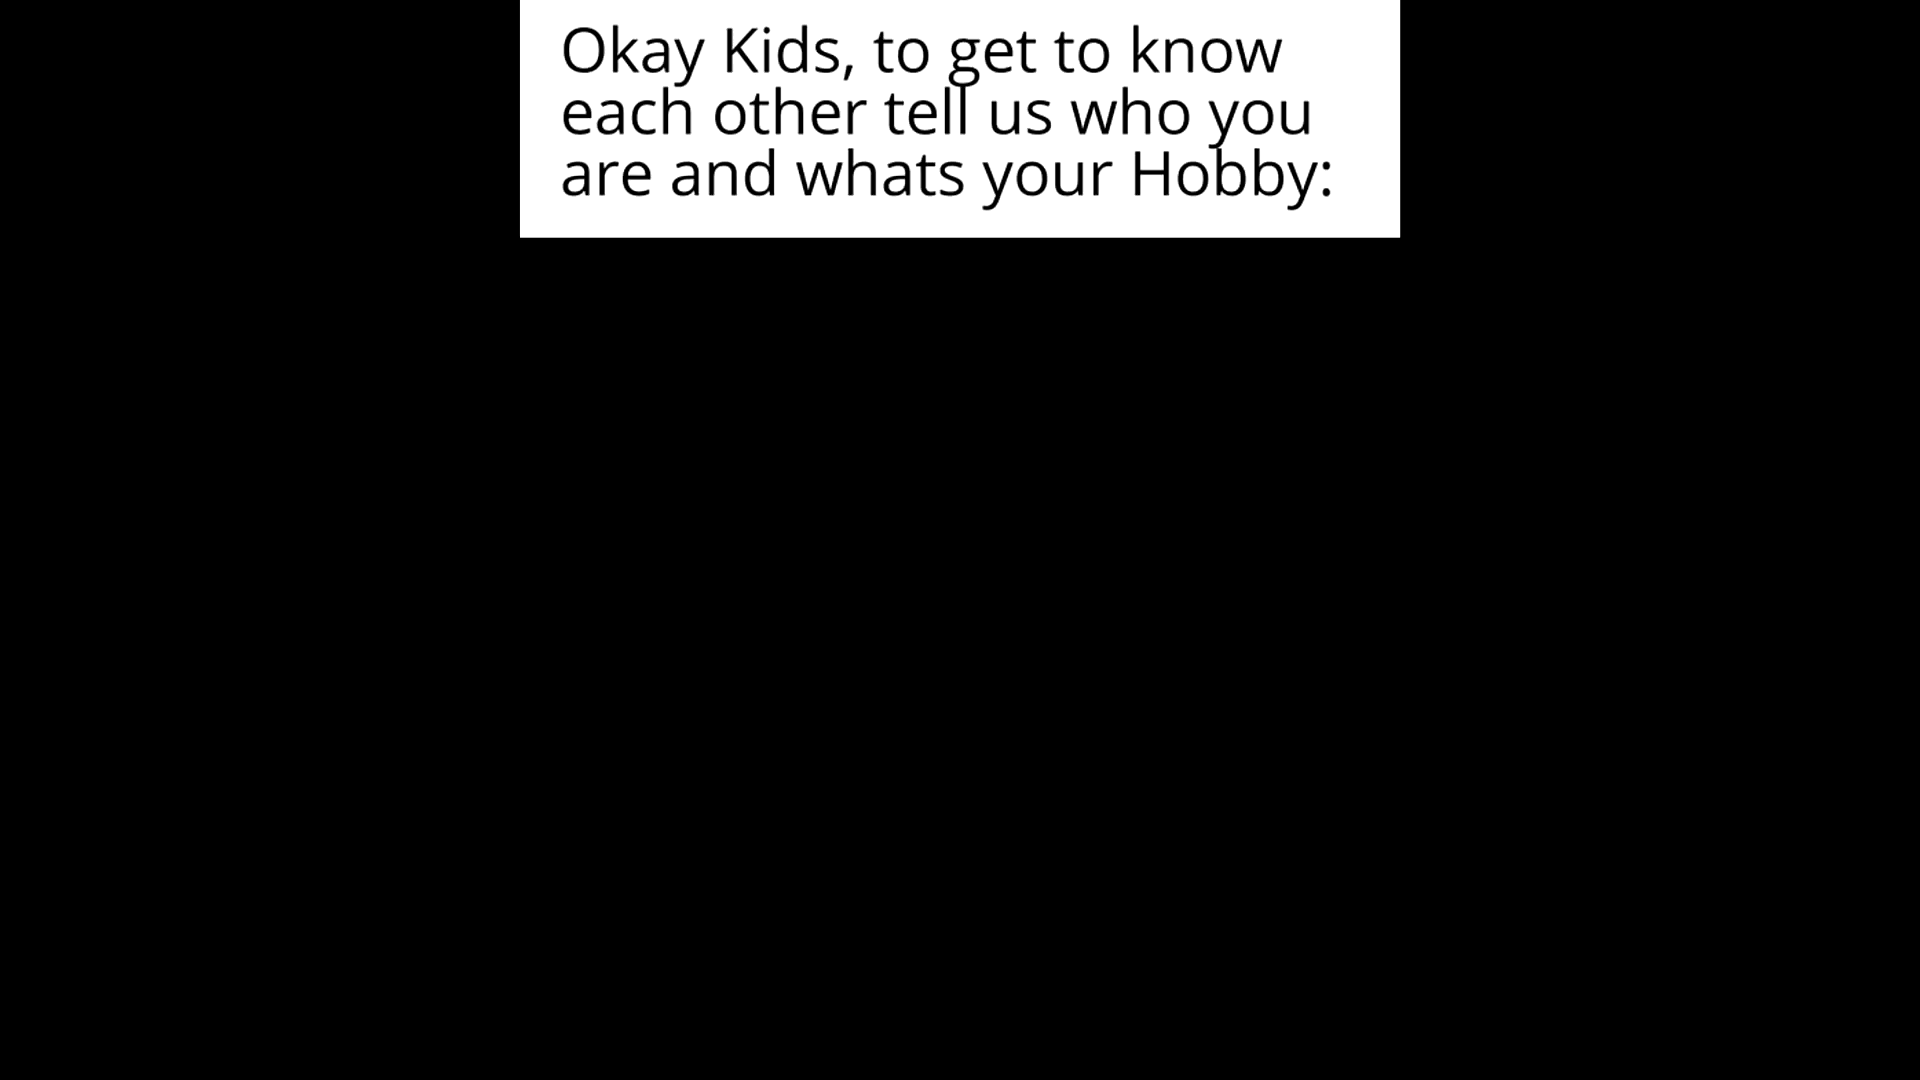 Okay Kids, to get to know
each other tell us who you
are and whats your Hobby: